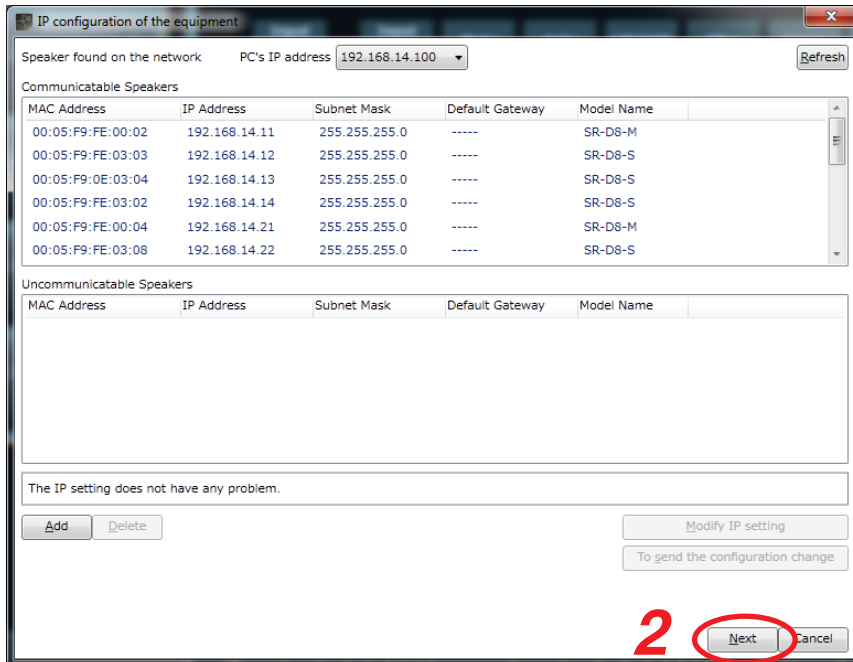 IP configuration of the equipment
Speaker found on the network PC's IP address 192.168.14.100 Refresh
Communicatable Speakers
MAC Address IP Address Subnet Mask Default Gateway Model Name
00:05:F9:FE:00:02 192.168.14.11 255.255.255.0 ----- SR-D8-M
00:05:F9:FE:03:03 192.168.14.12 255.255.255.0 ----- SR-D8-S
00:05:F9:0E:03:04 192.168.14.13 255.255.255.0 ----- SR-D8-S
00:05:F9:FE:03:02 192.168.14.14 255.255.255.0 ----- SR-D8-S
00:05:F9:FE:00:04 192.168.14.21 255.255.255.0 ----- SR-D8-M
00:05:F9:FE:03:08 192.168.14.22 255.255.255.0 ----- SR-D8-S
Uncommunicatable Speakers
MAC Address IP Address Subnet Mask Default Gateway Model Name
The IP setting does not have any problem.
Add Delete Modify IP setting
To send the configuration change
2 Next Cancel